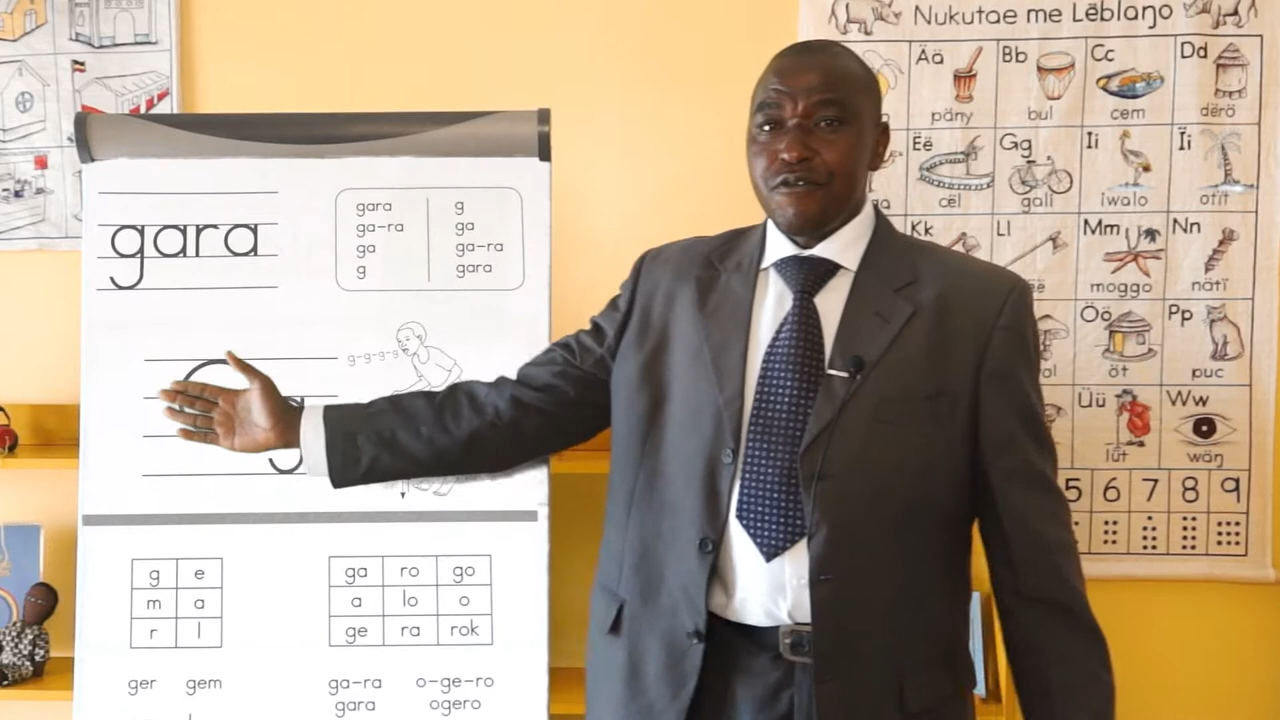 gara
gara g
ga-ra ga
ga ga-ra
g gara
g-g-g-g
g e
m a
r l
ga ro go
a lo o
ge ra rok
ger gem
ga-ra o-ge-ro
gara ogero
Nukutae me Lëblaŋo
Ää Bb Cc Dd
päny bul cem dërö
Ëë Gg Ii Ïï
cël gali iwalo otït
Kk Ll Mm Nn
moggo nätï
Öö Pp
öt puc
Üü Ww
lüt wäŋ
5 6 7 8 9